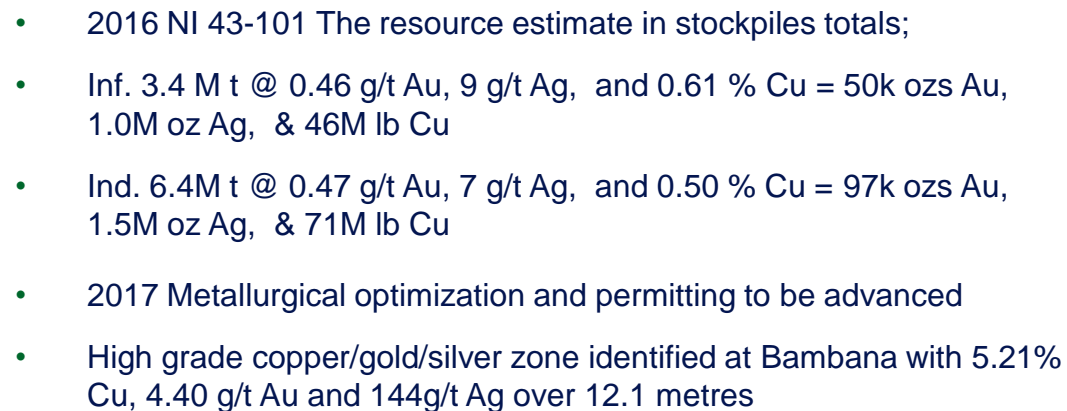 • 2016 NI 43-101 The resource estimate in stockpiles totals;
• Inf. 3.4 M t @ 0.46 g/t Au, 9 g/t Ag, and 0.61 % Cu = 50k ozs Au,
1.0M oz Ag, & 46M lb Cu
• Ind. 6.4M t @ 0.47 g/t Au, 7 g/t Ag, and 0.50 % Cu = 97k ozs Au,
1.5M oz Ag, & 71M lb Cu
• 2017 Metallurgical optimization and permitting to be advanced
• High grade copper/gold/silver zone identified at Bambana with 5.21%
Cu, 4.40 g/t Au and 144g/t Ag over 12.1 metres